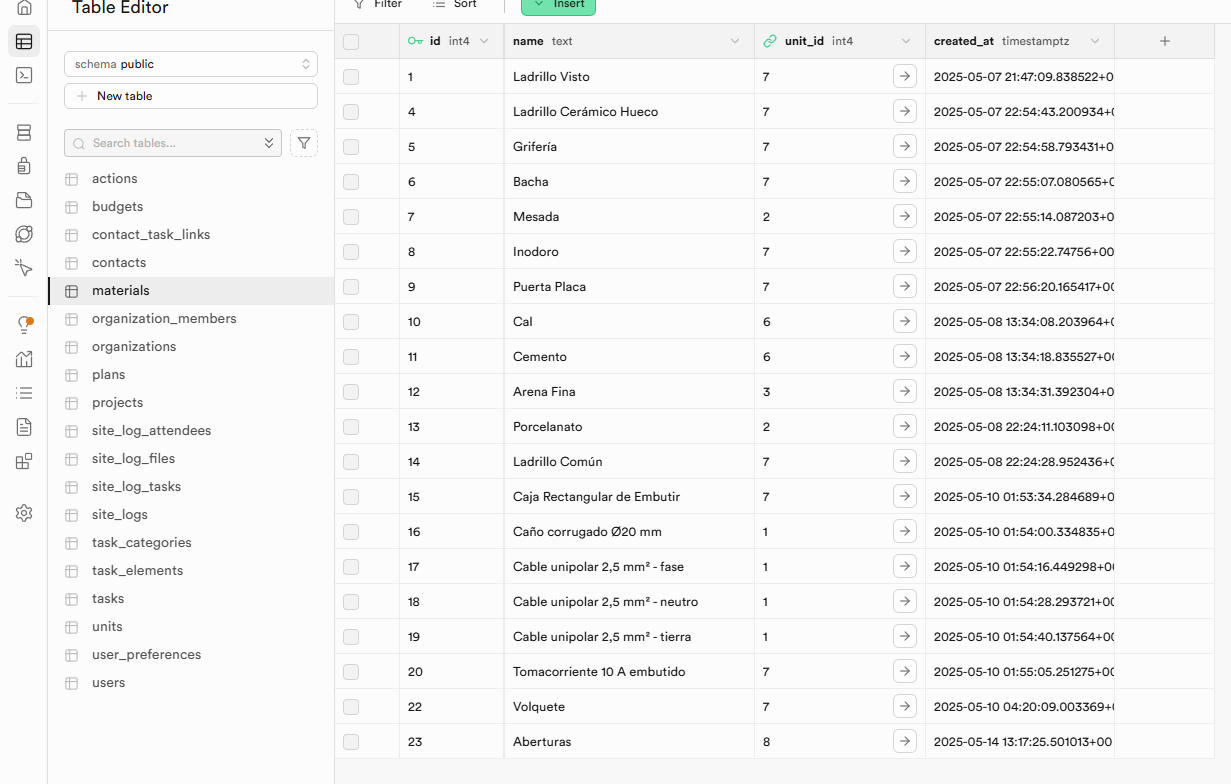 Table Editor
Filter Sort Insert
schema public
New table
Search tables...
actions
budgets
contact_task_links
contacts
materials
organization_members
organizations
plans
projects
site_log_attendees
site_log_files
site_log_tasks
site_logs
task_categories
task_elements
tasks
units
user_preferences
users
id int4 name text unit_id int4 created_at timestamptz
1 Ladrillo Visto 7 2025-05-07 21:47:09.838522+0
4 Ladrillo Cerámico Hueco 7 2025-05-07 22:54:43.200934+0
5 Grifería 7 2025-05-07 22:54:58.793431+0
6 Bacha 7 2025-05-07 22:55:07.080565+0
7 Mesada 2 2025-05-07 22:55:14.087203+0
8 Inodoro 7 2025-05-07 22:55:22.74756+00
9 Puerta Placa 7 2025-05-07 22:56:20.165417+00
10 Cal 6 2025-05-08 13:34:08.203964+0
11 Cemento 6 2025-05-08 13:34:18.835527+00
12 Arena Fina 3 2025-05-08 13:34:31.392304+0
13 Porcelanato 2 2025-05-08 22:24:11.103098+00
14 Ladrillo Común 7 2025-05-08 22:24:28.952436+0
15 Caja Rectangular de Embutir 7 2025-05-10 01:53:34.284689+0
16 Caño corrugado Ø20 mm 1 2025-05-10 01:54:00.334835+0
17 Cable unipolar 2,5 mm² - fase 1 2025-05-10 01:54:16.449298+00
18 Cable unipolar 2,5 mm² - neutro 1 2025-05-10 01:54:28.293721+00
19 Cable unipolar 2,5 mm² - tierra 1 2025-05-10 01:54:40.137564+00
20 Tomacorriente 10 A embutido 7 2025-05-10 01:55:05.251275+00
22 Volquete 7 2025-05-10 04:20:09.003369+
23 Aberturas 8 2025-05-14 13:17:25.501013+00